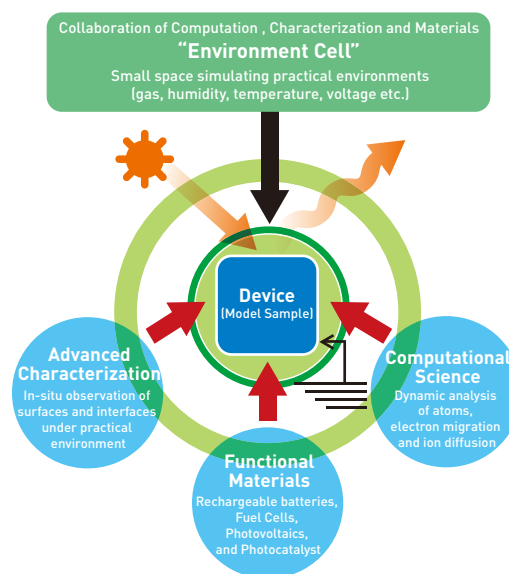 Collaboration of Computation , Characterization and Materials
“Environment Cell”
Small space simulating practical environments
(gas, humidity, temperature, voltage etc.)
Device
(Model Sample)
Advanced
Characterization
In-situ observation of
surfaces and interfaces
under practical
environment
Computational
Science
Dynamic analysis
of atoms,
electron migration
and ion diffusion
Functional
Materials
Rechargeable batteries,
Fuel Cells,
Photovoltaics,
and Photocatalyst